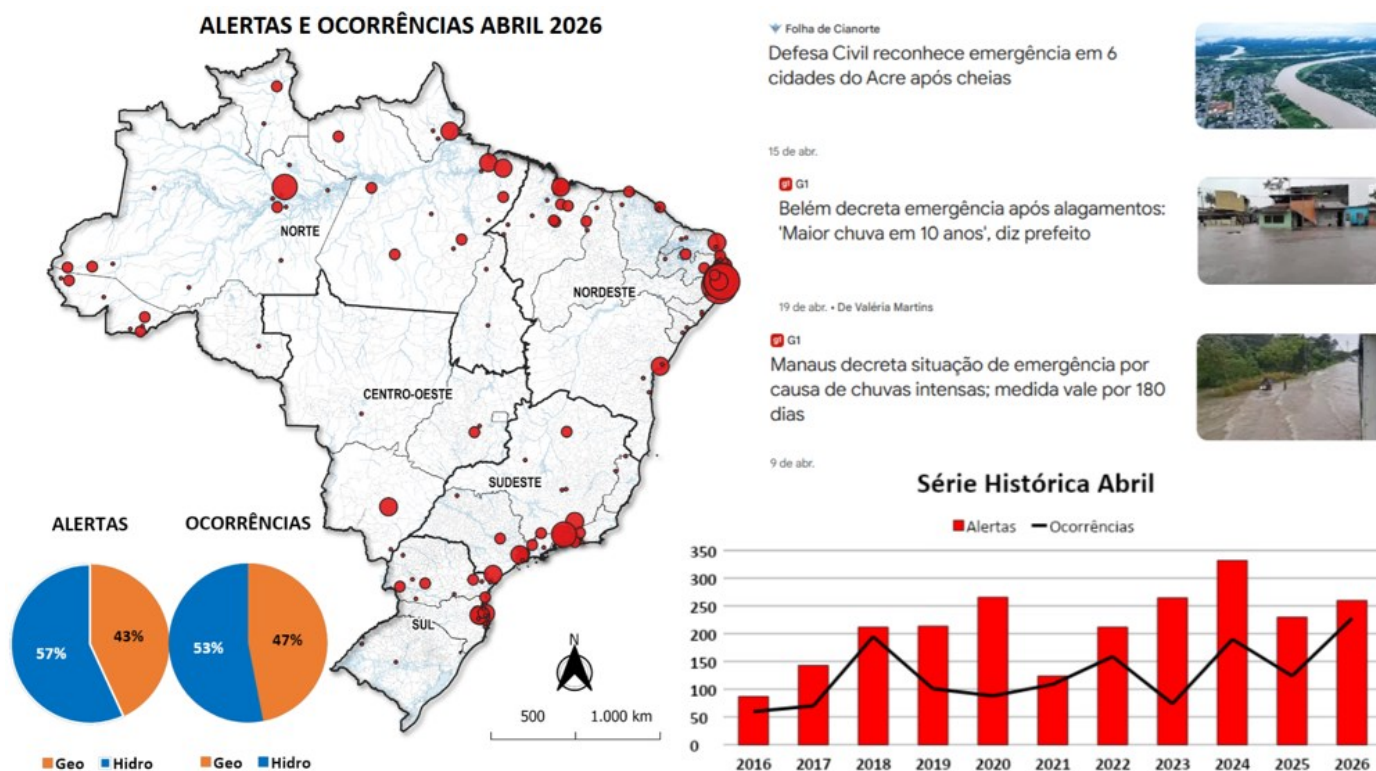 ALERTAS E OCORRÊNCIAS ABRIL 2026
NORTE
NORDESTE
CENTRO-OESTE
SUDESTE
SUL
N
500 1.000 km
ALERTAS
57%
43%
Geo Hidro
OCORRÊNCIAS
53%
47%
Geo Hidro
Folha de Cianorte
Defesa Civil reconhece emergência em 6
cidades do Acre após cheias
15 de abr.
g1 G1
Belém decreta emergência após alagamentos:
'Maior chuva em 10 anos', diz prefeito
19 de abr. • De Valéria Martins
g1 G1
Manaus decreta situação de emergência por
causa de chuvas intensas; medida vale por 180
dias
9 de abr.
Série Histórica Abril
Alertas Ocorrências
350
300
250
200
150
100
50
0
2016 2017 2018 2019 2020 2021 2022 2023 2024 2025 2026